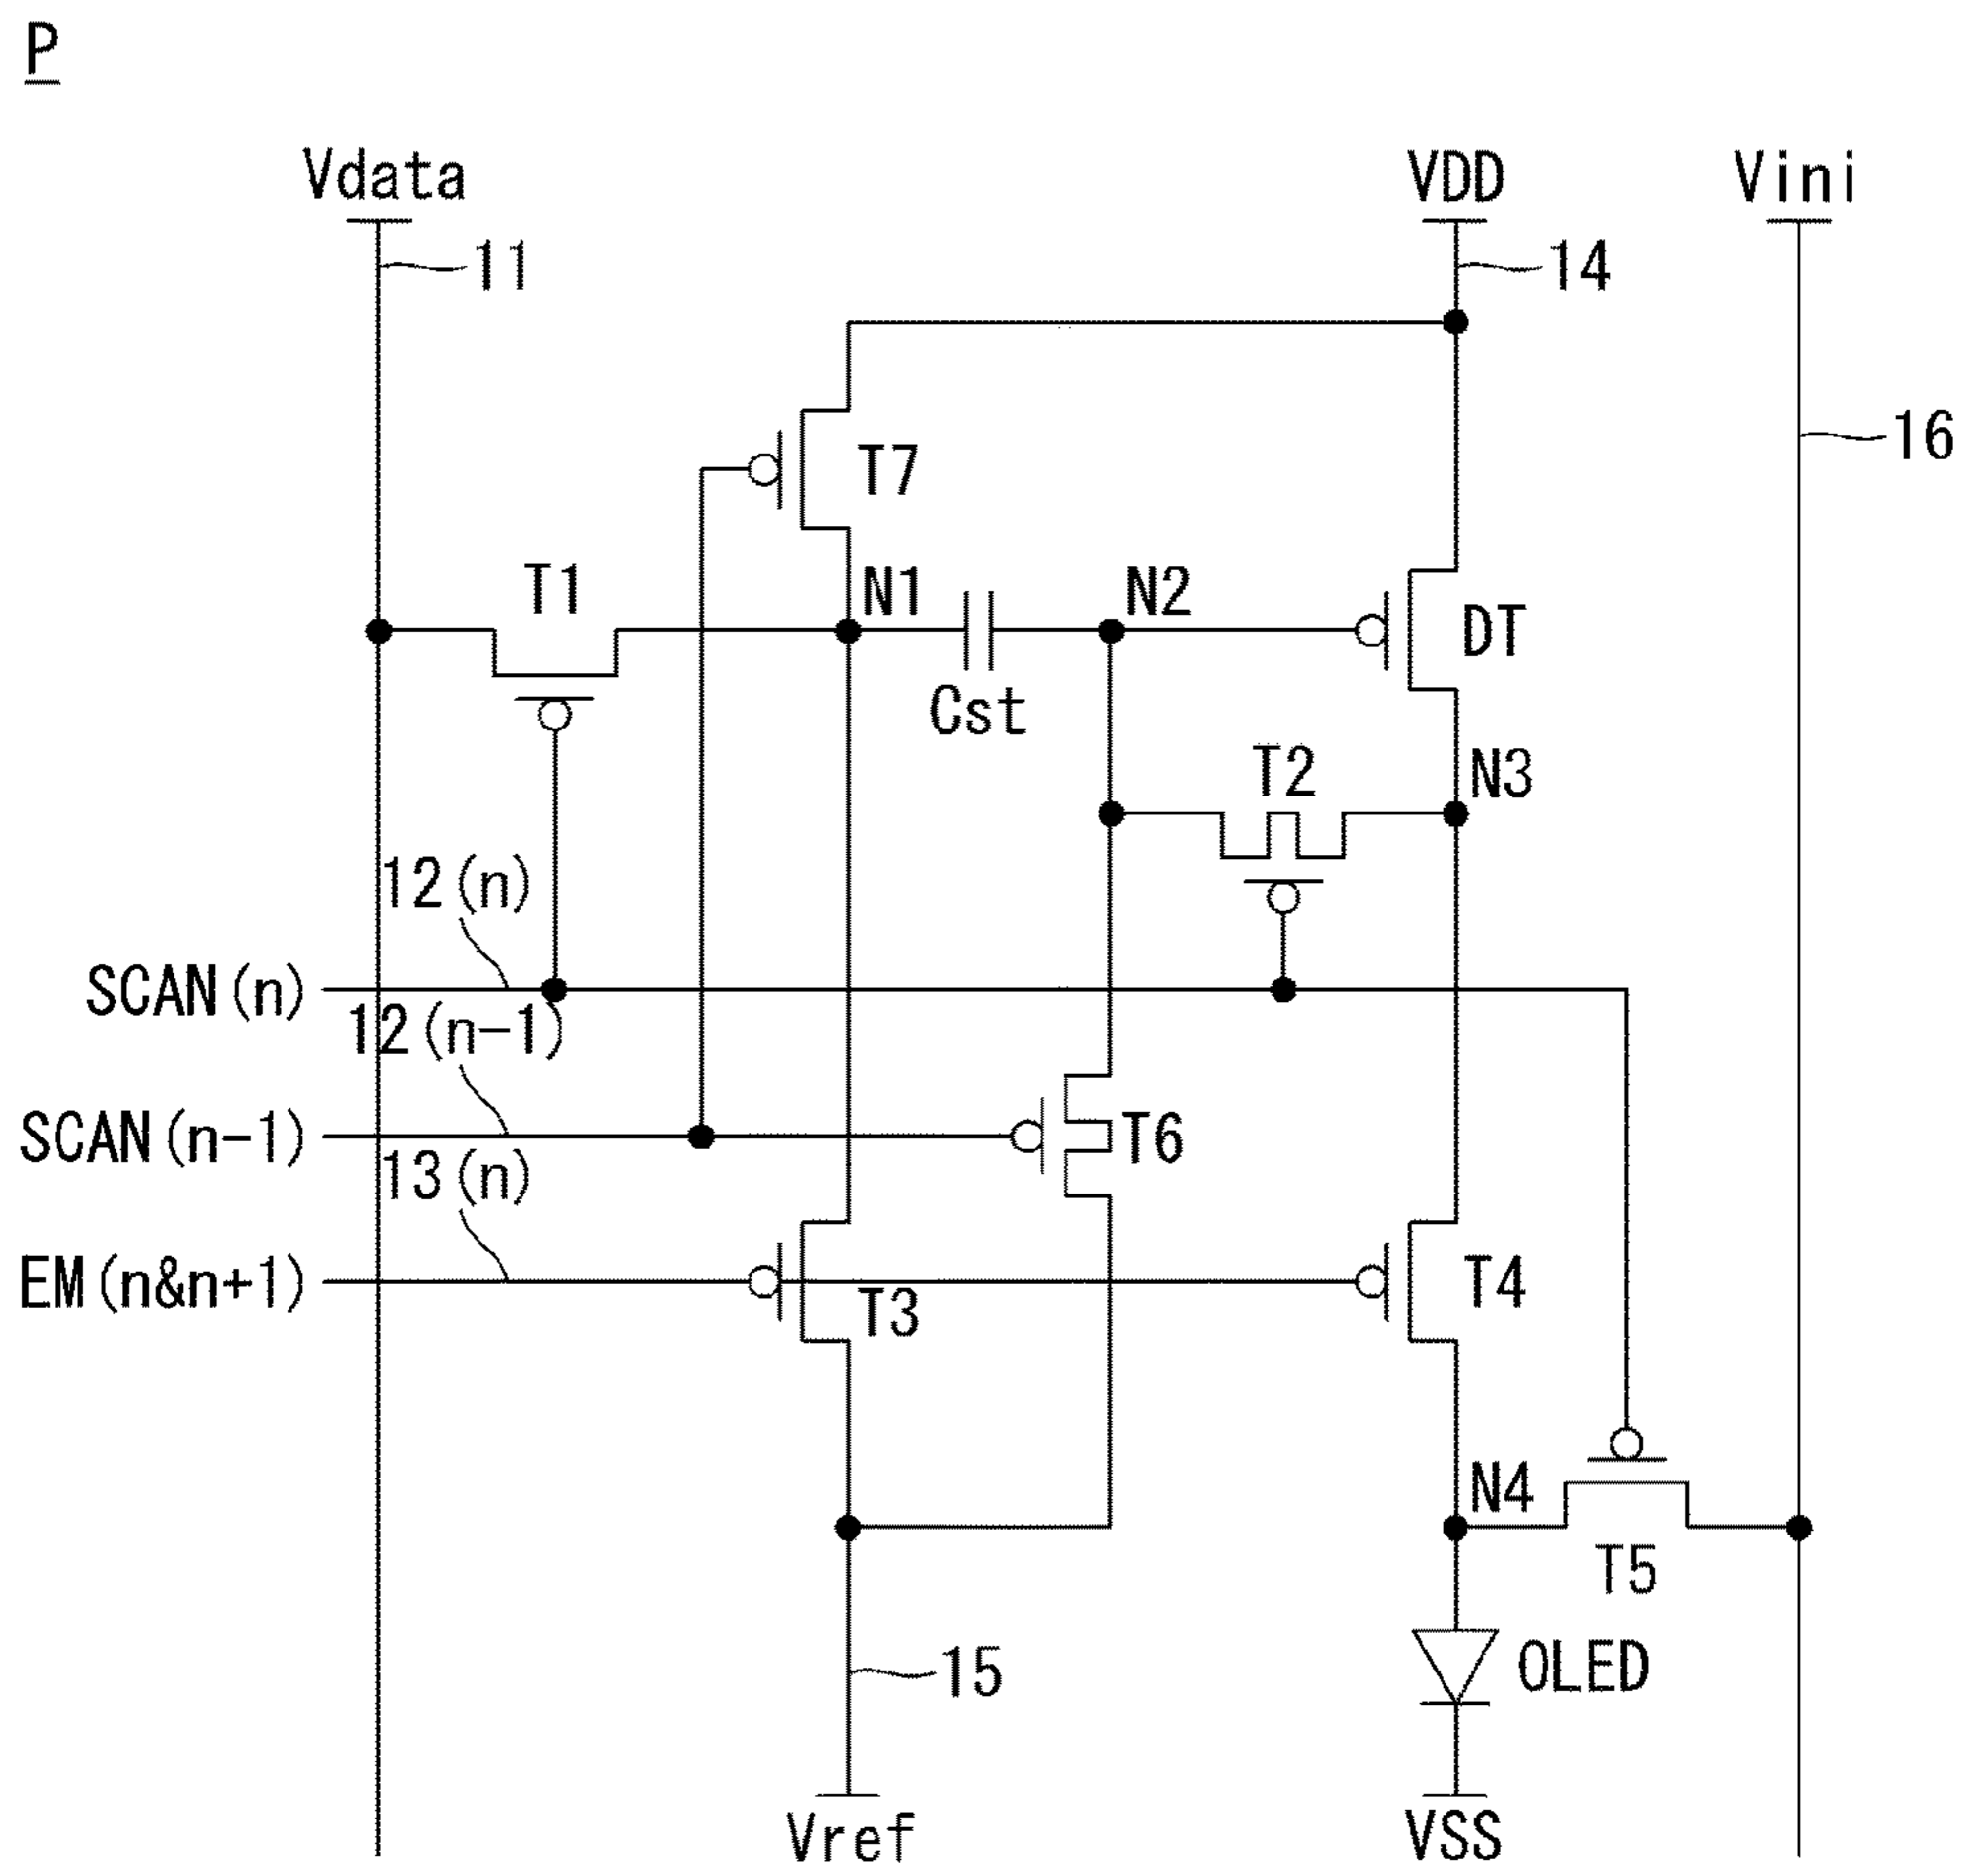 P
Vdata VDD Vini
11 14
16
T7
T1 N1 N2
DT
Cst
T2 N3
12(n)
SCAN(n)
12(n-1)
SCAN(n-1) T6
13(n)
EM(n&n+1) T3 T4
N4
T5
OLED
15
Vref VSS